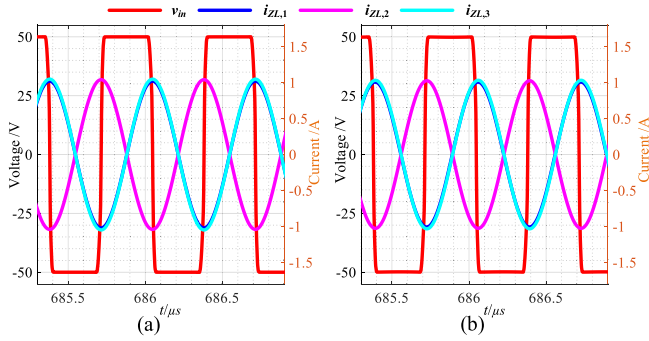 v_in i_ZL,1 i_ZL,2 i_ZL,3
50
25
0
-25
-50
Voltage /V
1.5
1
0.5
0
-0.5
-1
-1.5
Current /A
685.5 686 686.5
t/μs
(a)
50
25
0
-25
-50
Voltage /V
1.5
1
0.5
0
-0.5
-1
-1.5
Current /A
685.5 686 686.5
t/μs
(b)